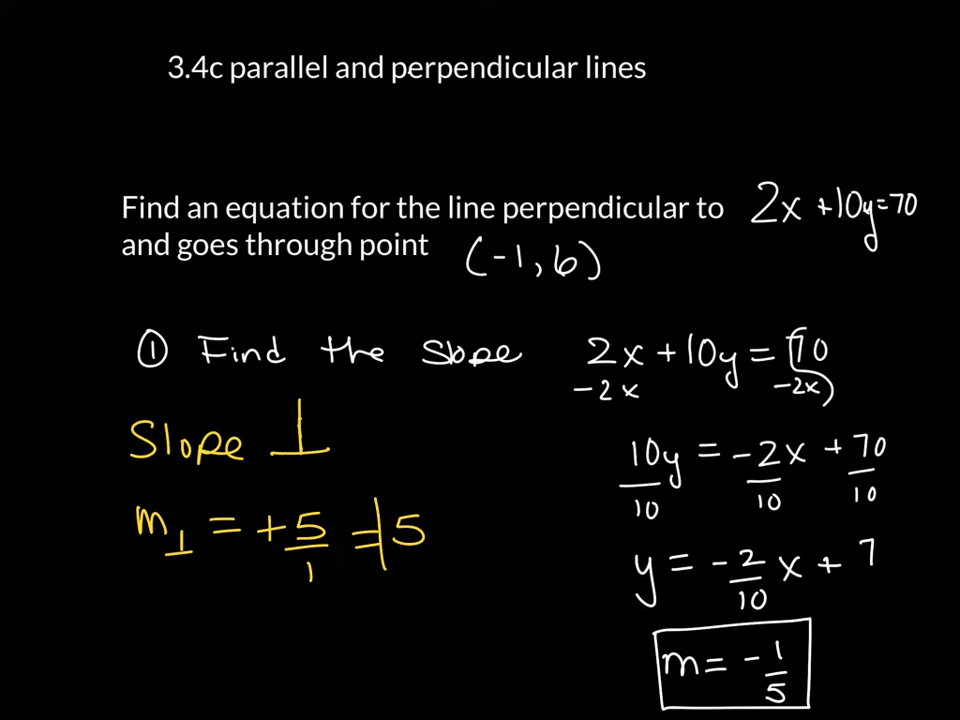 3.4c parallel and perpendicular lines
Find an equation for the line perpendicular to 2x + 10y = 70
and goes through point (-1, 6)
① Find the slope
2x + 10y = 70
-2x -2x
Slope ⊥
10y = -2x + 70
10 10 10
m⊥ = +5/1 = 5
y = -2/10 x + 7
m = -1/5